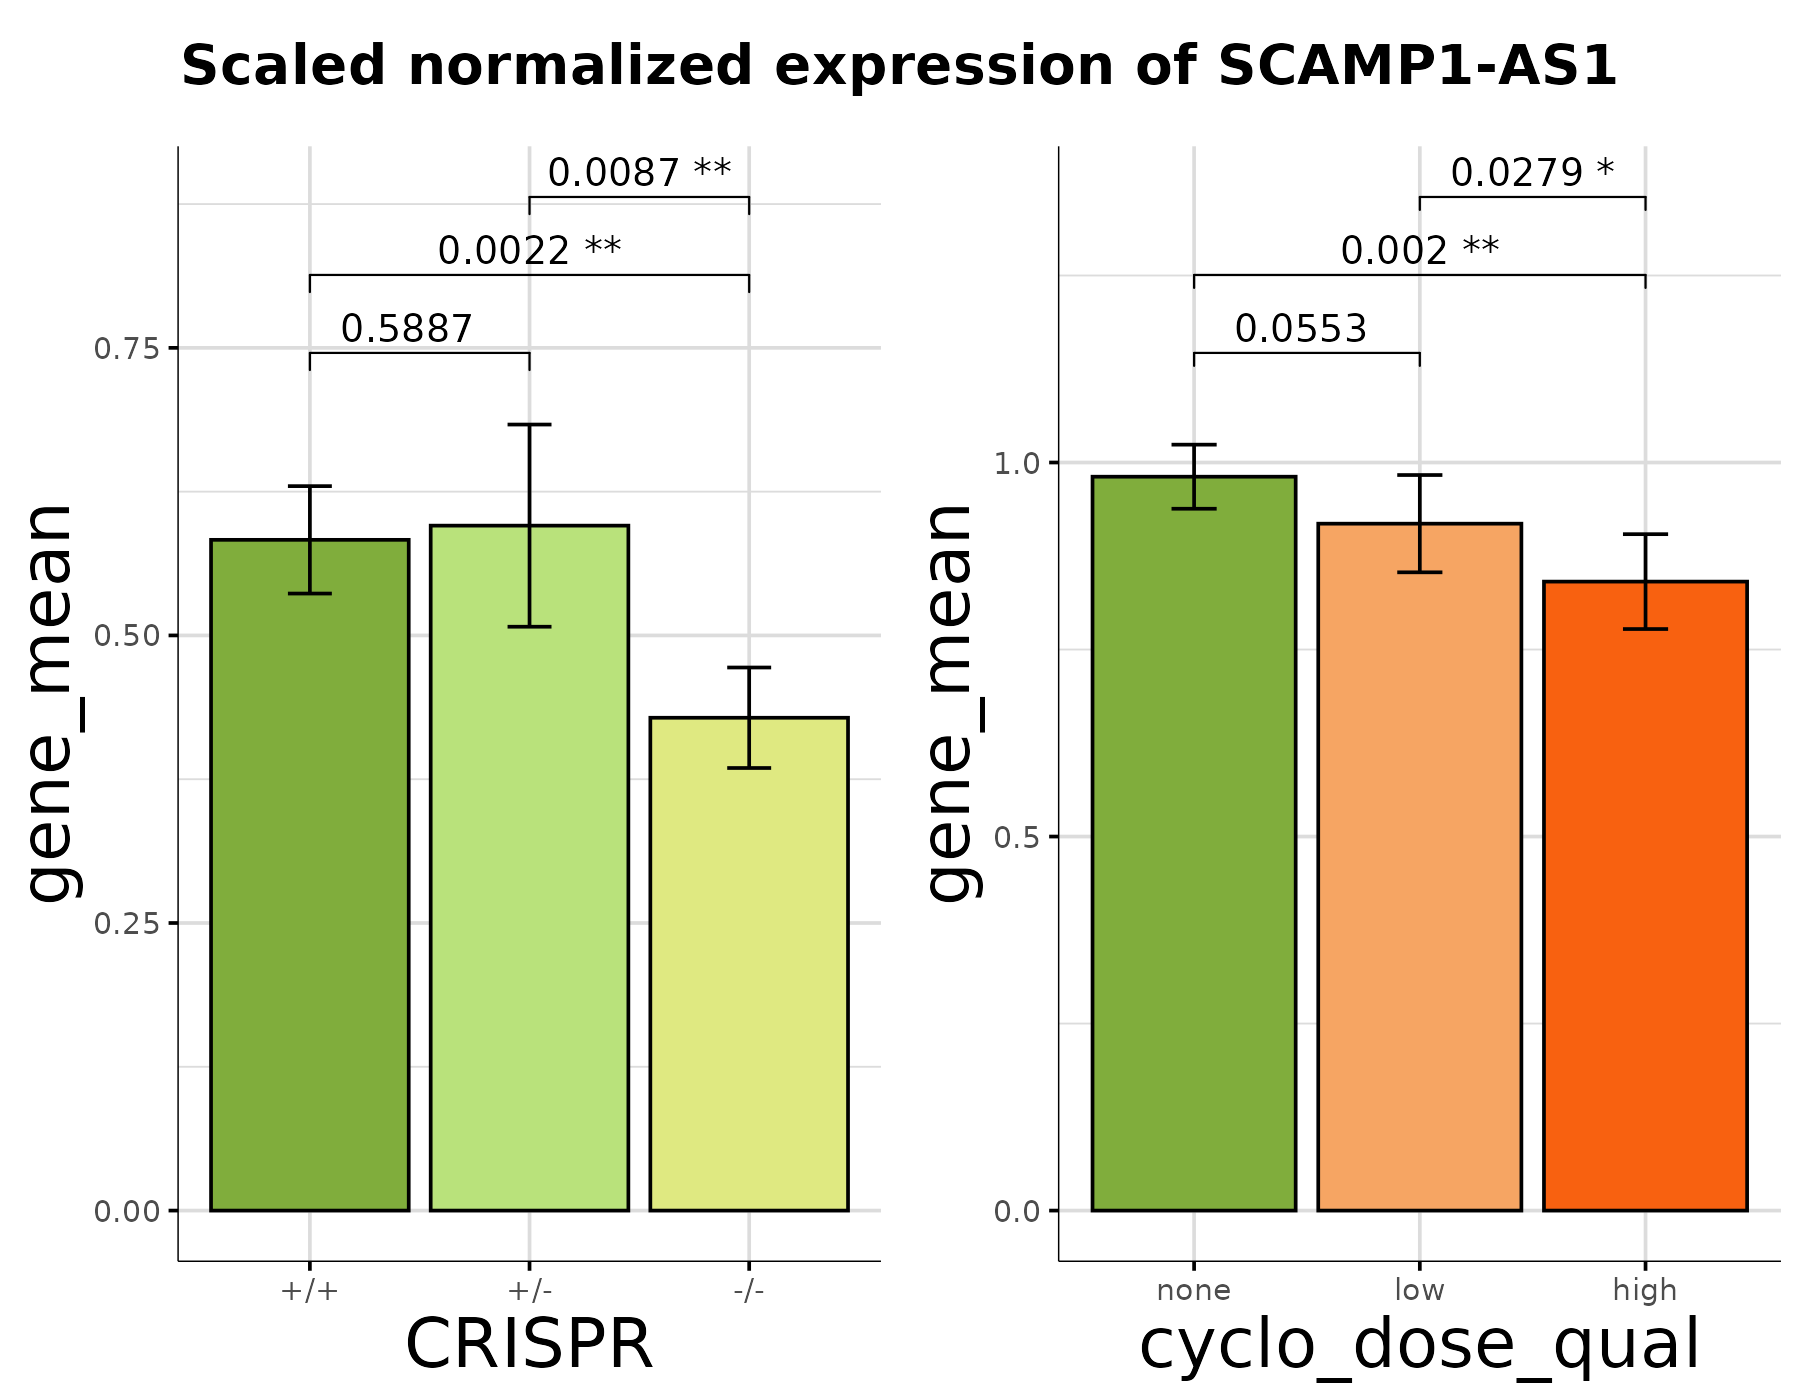 Scaled normalized expression of SCAMP1-AS1
gene_mean
0.75
0.50
0.25
0.00
0.0087 **
0.0022 **
0.5887
+/+
+/-
-/-
CRISPR
gene_mean
1.0
0.5
0.0
0.0279 *
0.002 **
0.0553
none
low
high
cyclo_dose_qual